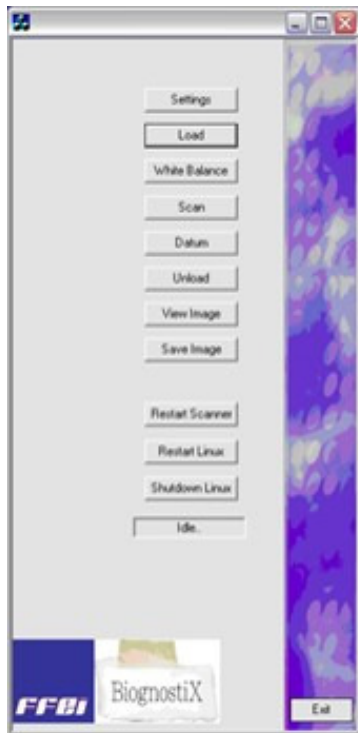 Settings
Load
White Balance
Scan
Datum
Unload
View Image
Save Image
Restart Scanner
Restart Linux
Shutdown Linux
Idle..
FFEI
BiognostiX
Exit